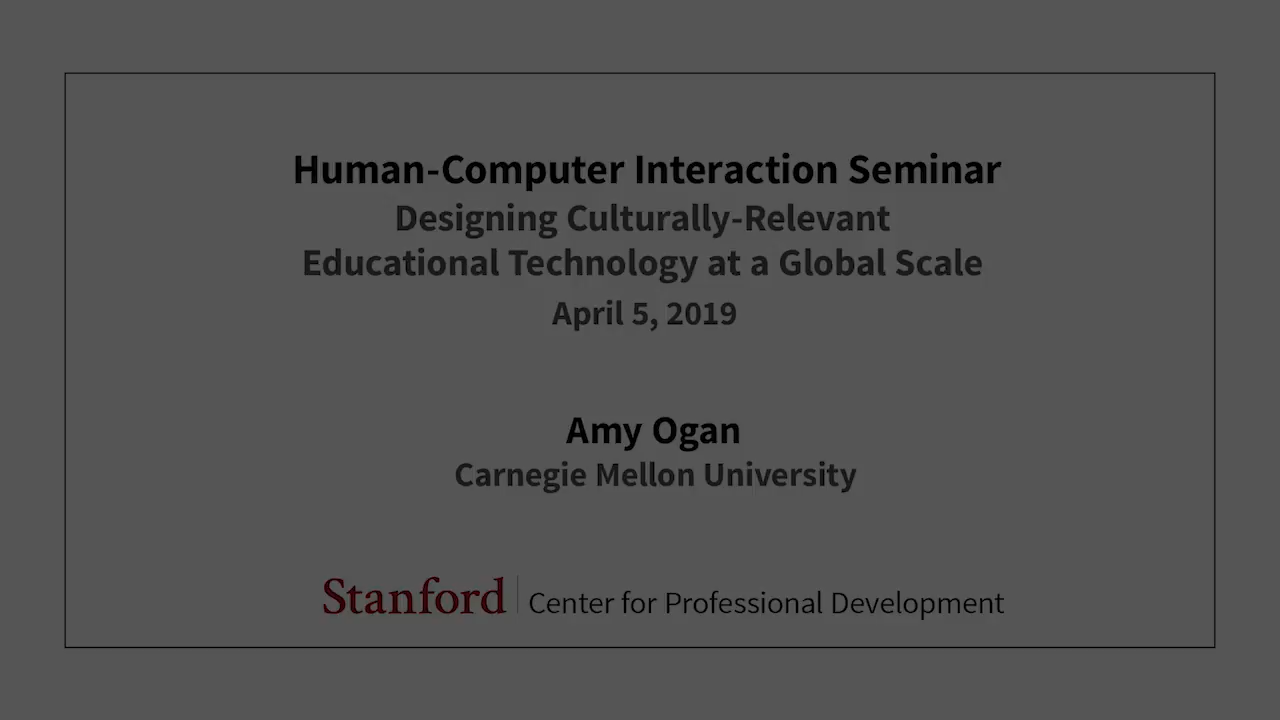 Human-Computer Interaction Seminar
Designing Culturally-Relevant
Educational Technology at a Global Scale
April 5, 2019
Amy Ogan
Carnegie Mellon University
Stanford Center for Professional Development